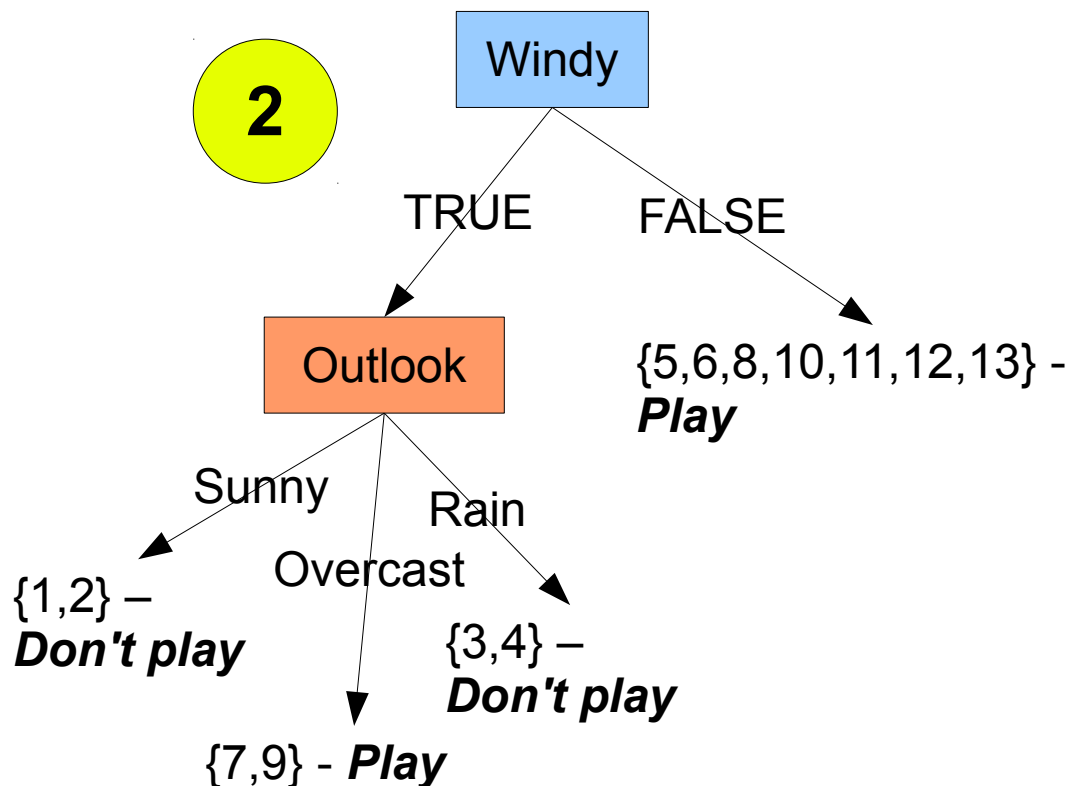 2
Windy
TRUE
FALSE
Outlook
{5,6,8,10,11,12,13} -
Play
Sunny
Rain
Overcast
{1,2} –
Don't play
{3,4} –
Don't play
{7,9} - Play